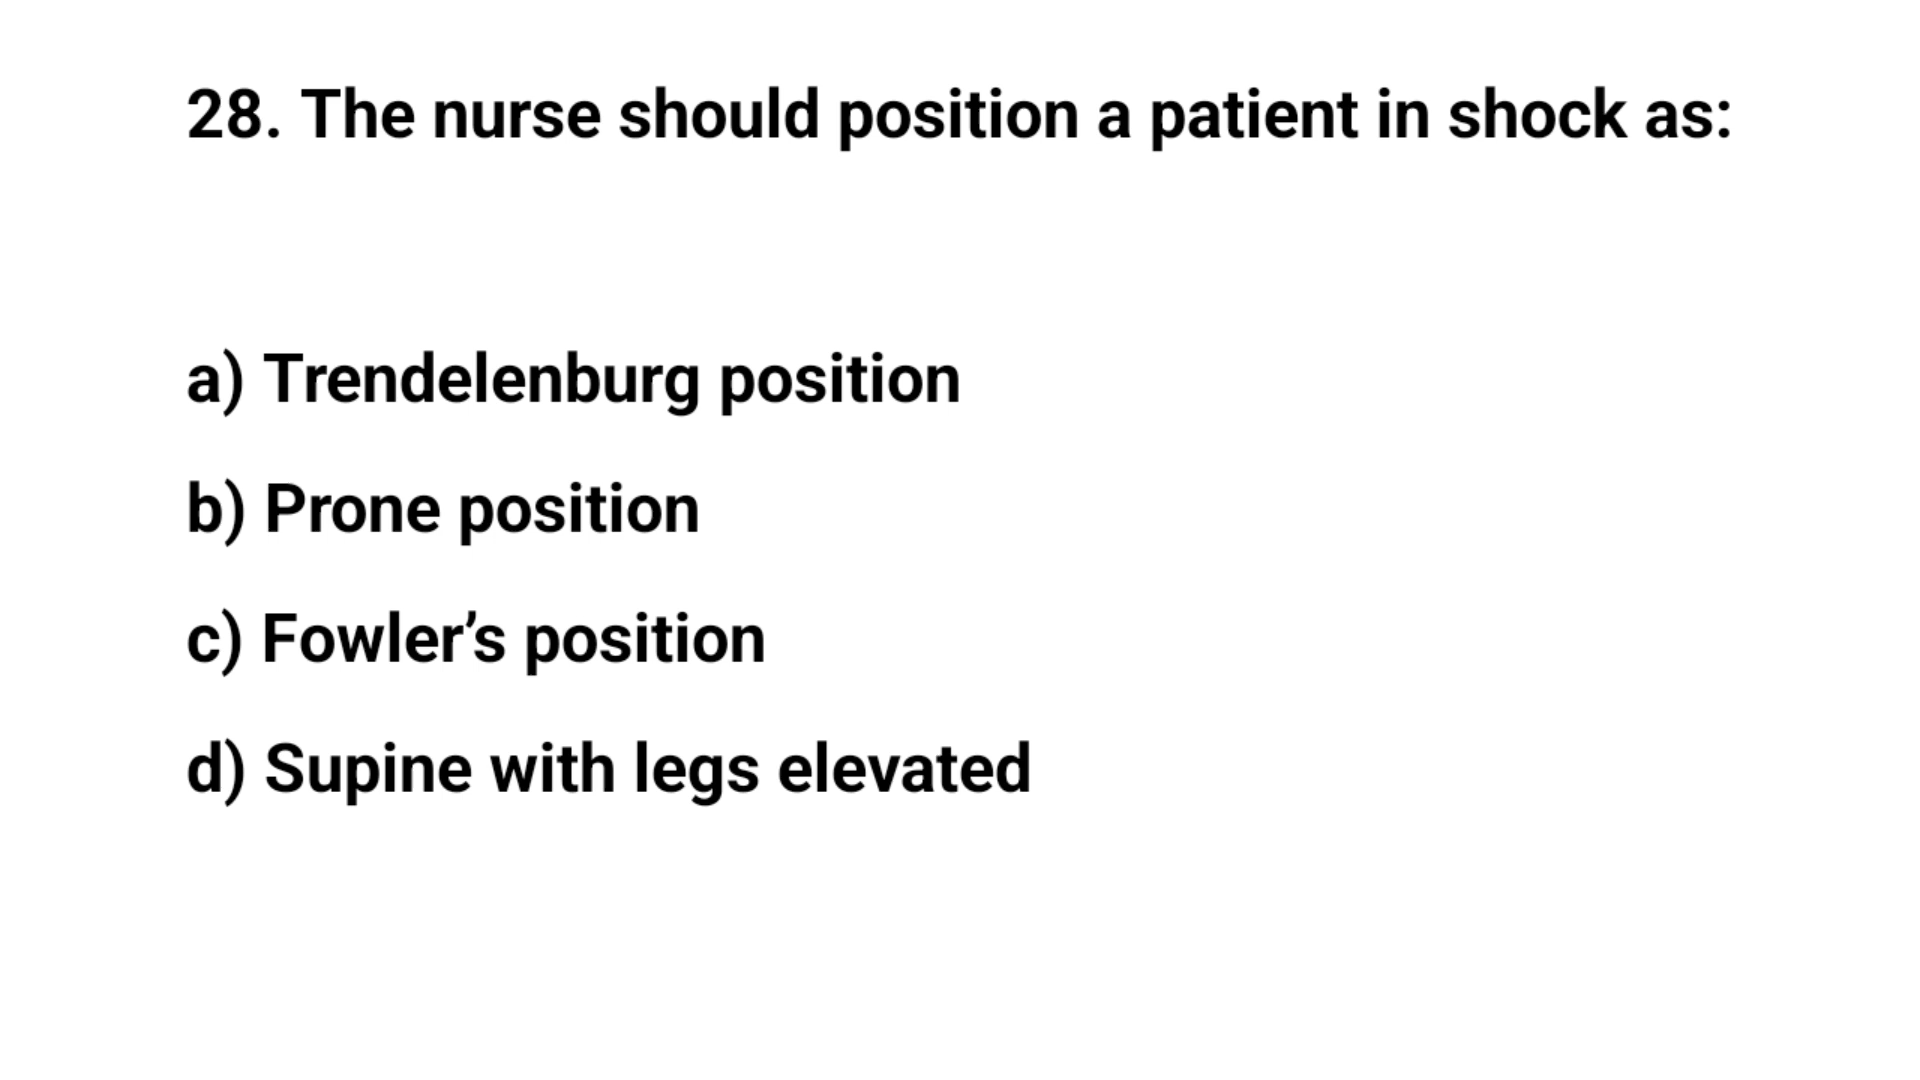 28. The nurse should position a patient in shock as:
a) Trendelenburg position
b) Prone position
c) Fowler’s position
d) Supine with legs elevated